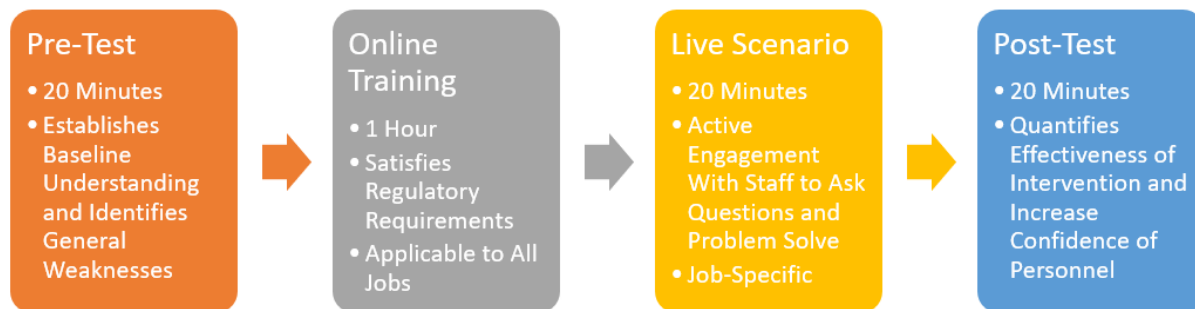 Pre-Test
• 20 Minutes
• Establishes
Baseline
Understanding
and Identifies
General
Weaknesses
Online
Training
• 1 Hour
• Satisfies
Regulatory
Requirements
• Applicable to All
Jobs
Live Scenario
• 20 Minutes
• Active
Engagement
With Staff to Ask
Questions and
Problem Solve
• Job-Specific
Post-Test
• 20 Minutes
• Quantifies
Effectiveness of
Intervention and
Increase
Confidence of
Personnel